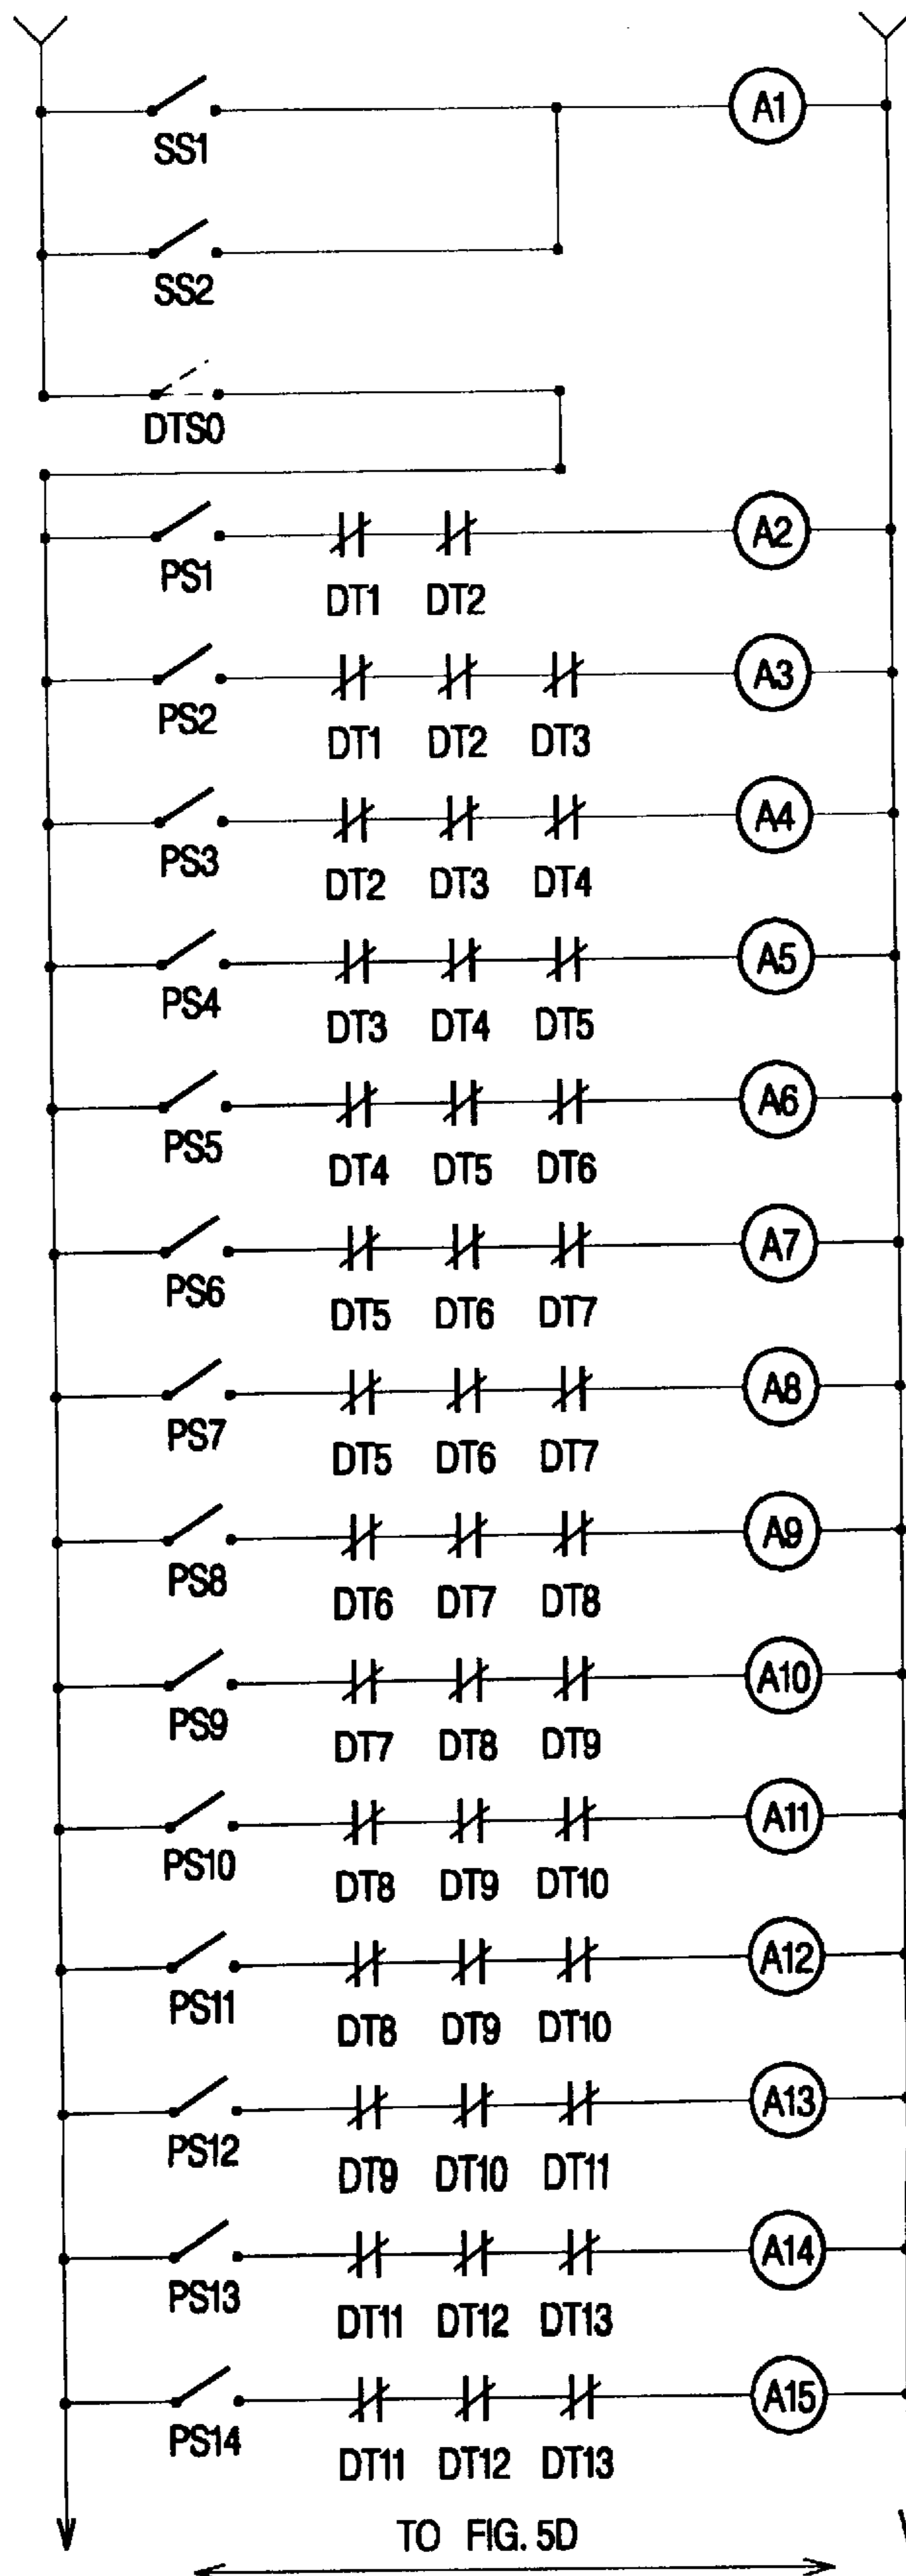 A1
SS1
SS2
DTS0
A2
PS1
DT1 DT2
A3
PS2
DT1 DT2 DT3
A4
PS3
DT2 DT3 DT4
A5
PS4
DT3 DT4 DT5
A6
PS5
DT4 DT5 DT6
A7
PS6
DT5 DT6 DT7
A8
PS7
DT5 DT6 DT7
A9
PS8
DT6 DT7 DT8
A10
PS9
DT7 DT8 DT9
A11
PS10
DT8 DT9 DT10
A12
PS11
DT8 DT9 DT10
A13
PS12
DT9 DT10 DT11
A14
PS13
DT11 DT12 DT13
A15
PS14
DT11 DT12 DT13
TO FIG. 5D